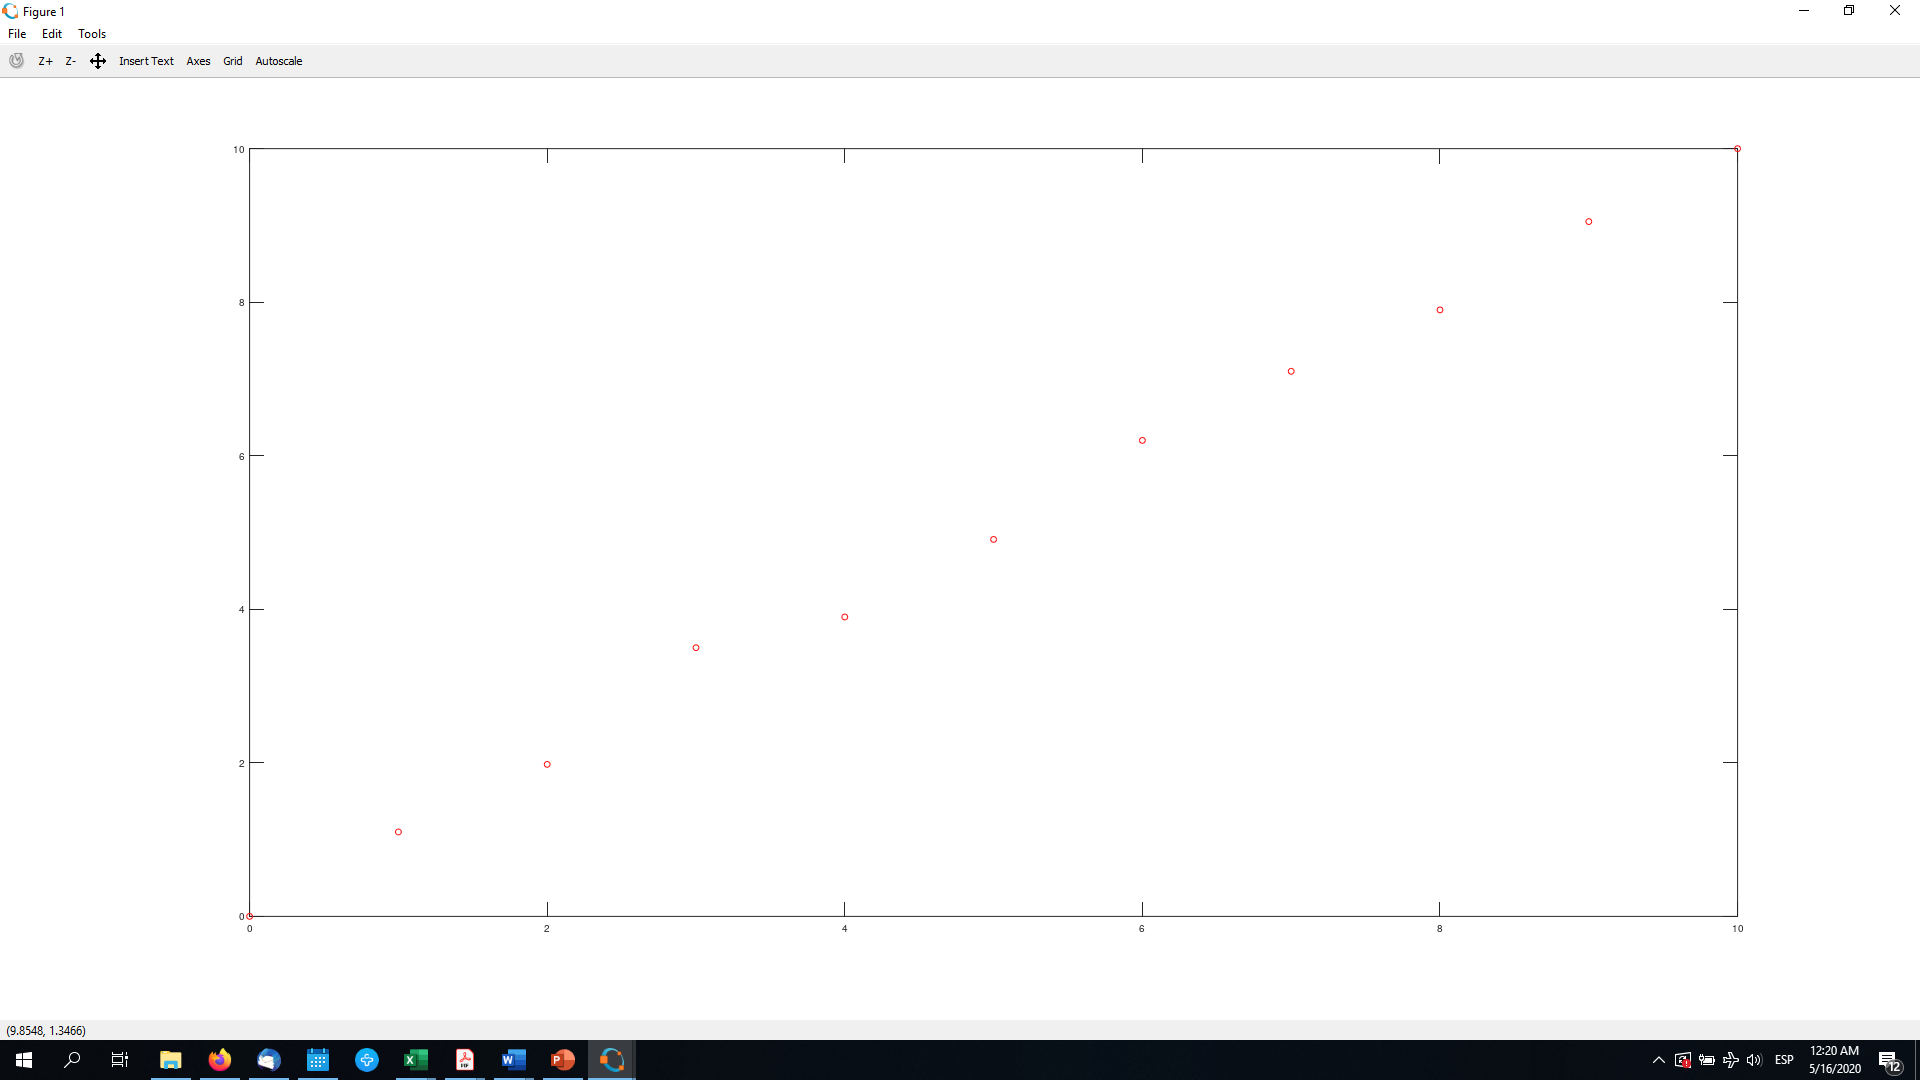 Figure 1
File Edit Tools
Z+ Z- Insert Text Axes Grid Autoscale
10
8
6
4
2
0
0 2 4 6 8 10
(9.8548, 1.3466)
ESP
12:20 AM
5/16/2020
12